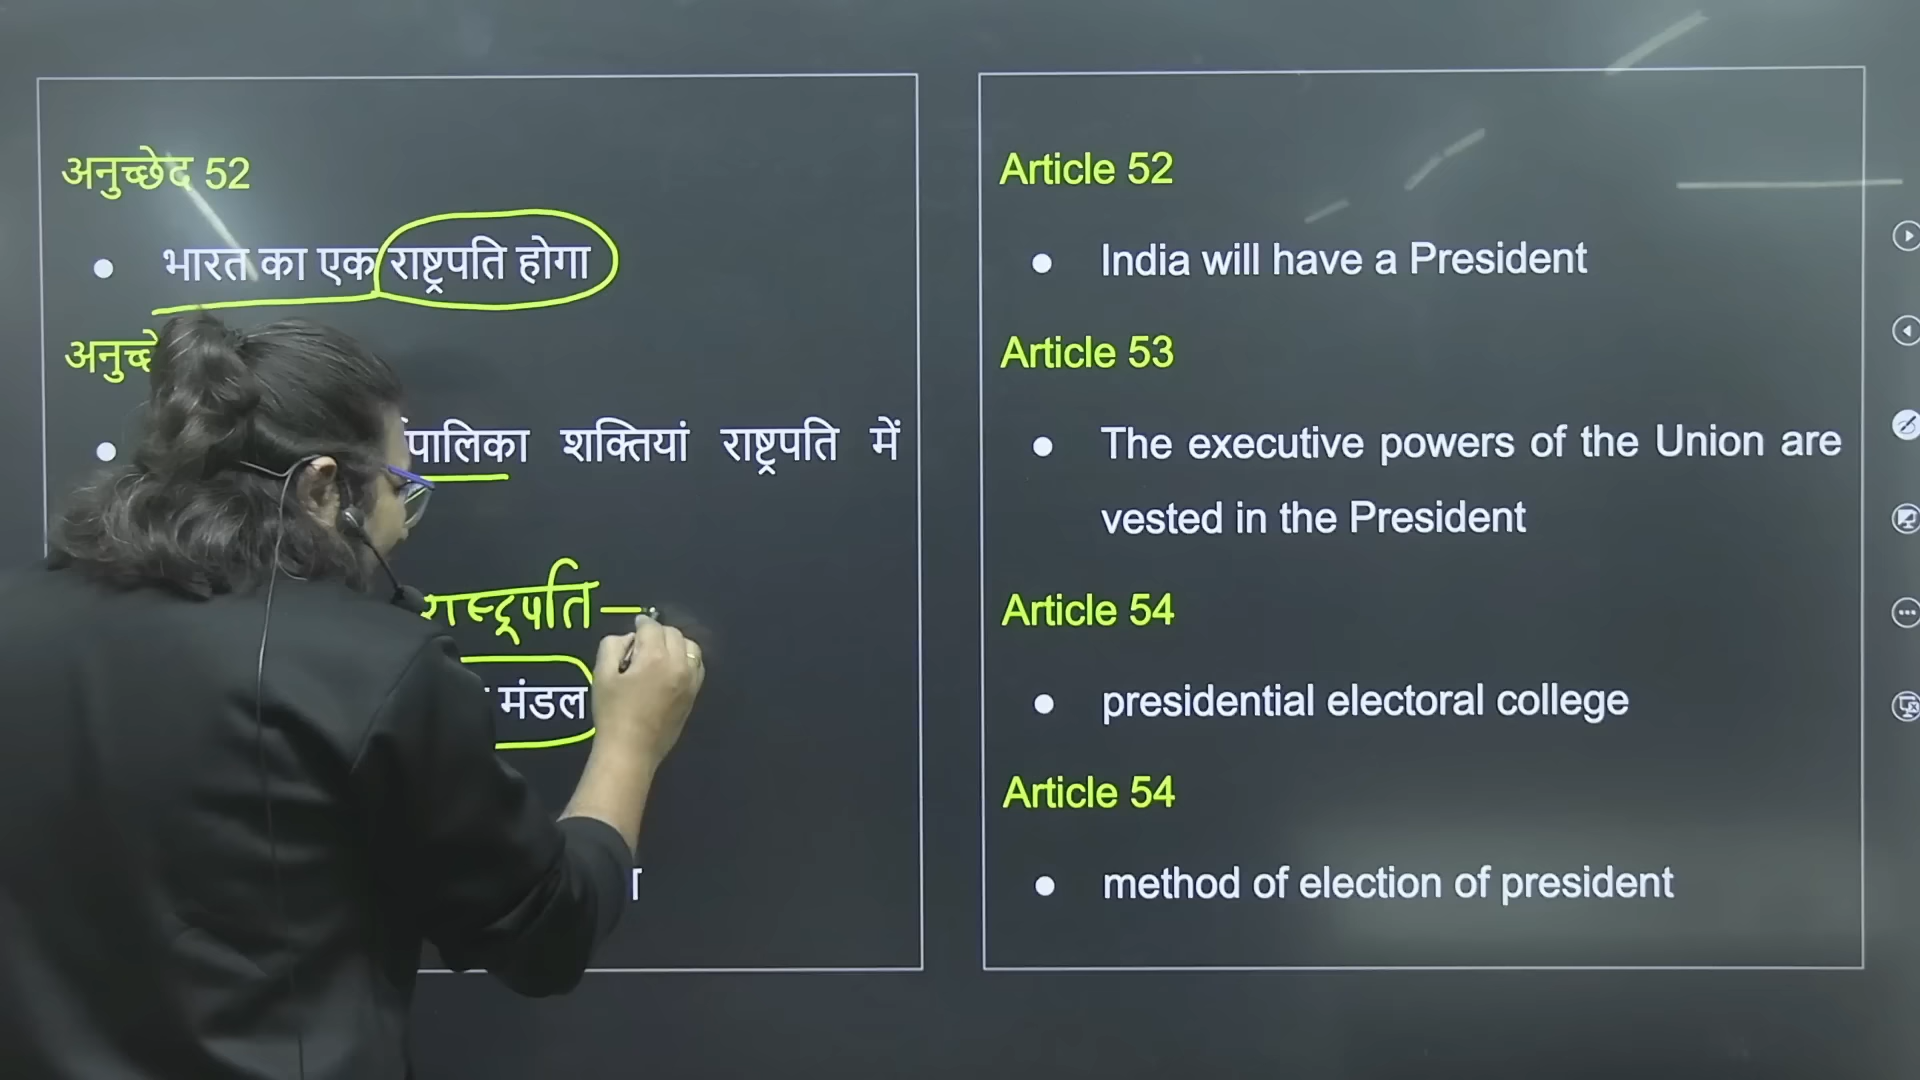 अनुच्छेद 52
भारत का एक राष्ट्रपति होगा
शक्तियां राष्ट्रपति में
मंडल
Article 52
India will have a President
Article 53
The executive powers of the Union are
vested in the President
Article 54
presidential electoral college
Article 54
method of election of president